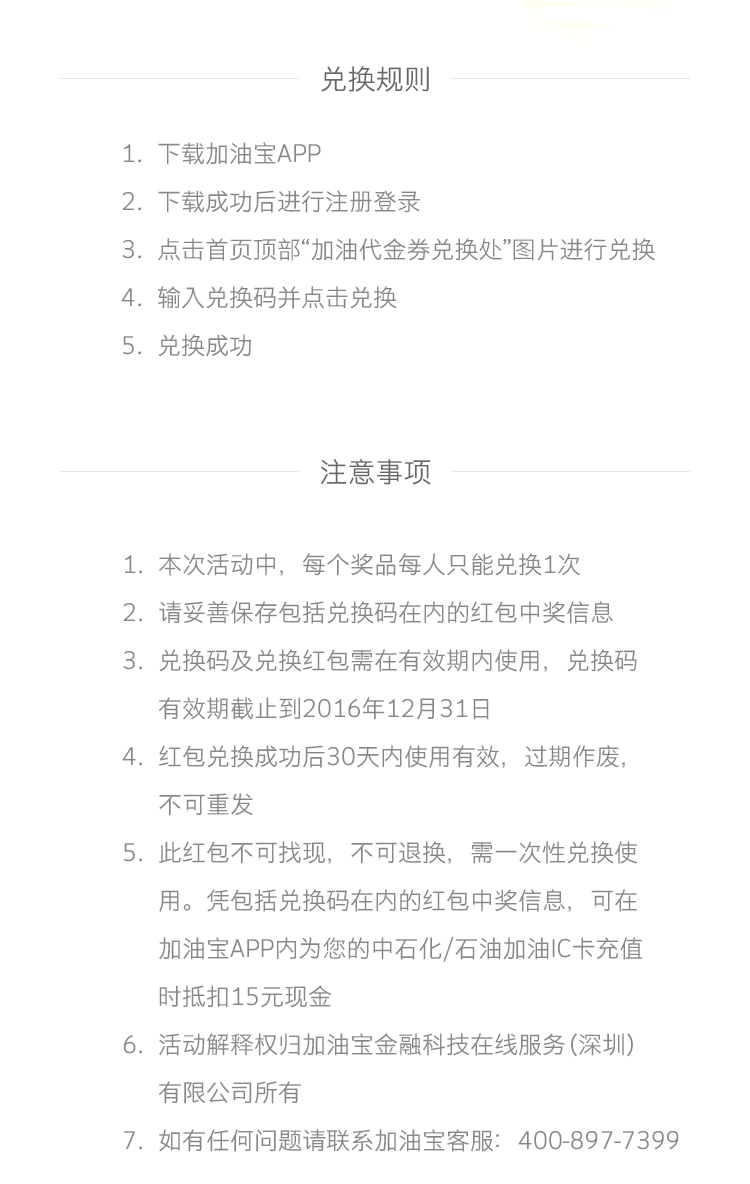 兑换规则
1. 下载加油宝APP
2. 下载成功后进行注册登录
3. 点击首页顶部“加油代金券兑换处”图片进行兑换
4. 输入兑换码并点击兑换
5. 兑换成功
注意事项
1. 本次活动中，每个奖品每人只能兑换1次
2. 请妥善保存包括兑换码在内的红包中奖信息
3. 兑换码及兑换红包需在有效期内使用，兑换码
有效期截止到2016年12月31日
4. 红包兑换成功后30天内使用有效，过期作废，
不可重发
5. 此红包不可找现，不可退换，需一次性兑换使
用。凭包括兑换码在内的红包中奖信息，可在
加油宝APP内为您的中石化/石油加油IC卡充值
时抵扣15元现金
6. 活动解释权归加油宝金融科技在线服务(深圳)
有限公司所有
7. 如有任何问题请联系加油宝客服：400-897-7399